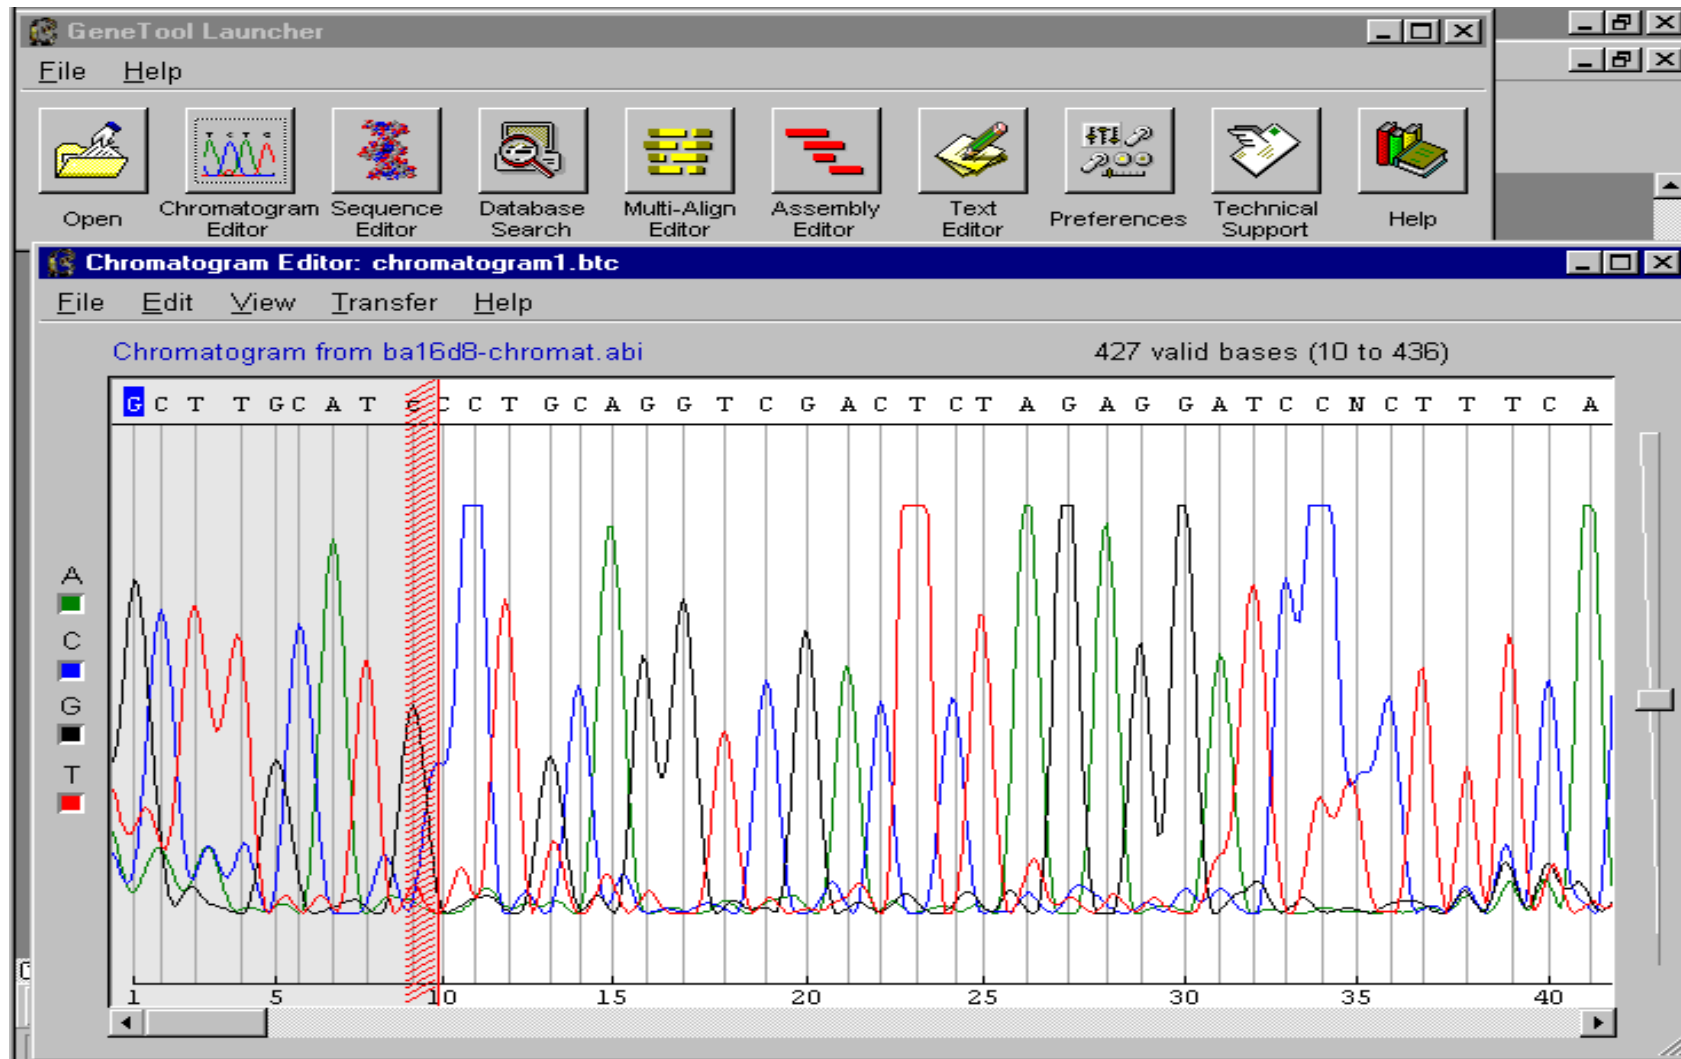 GeneTool Launcher
File Help
T C T G
Open Chromatogram Editor Sequence Editor Database Search Multi-Align Editor Assembly Editor Text Editor Preferences Technical Support Help
Chromatogram Editor: chromatogram1.btc
File Edit View Transfer Help
Chromatogram from ba16d8-chromat.abi 427 valid bases (10 to 436)
G C T T G C A T G C C T G C A G G T C G A C T C T A G A G G A T C C N C T T T C A
A
C
G
T
1 5 10 15 20 25 30 35 40